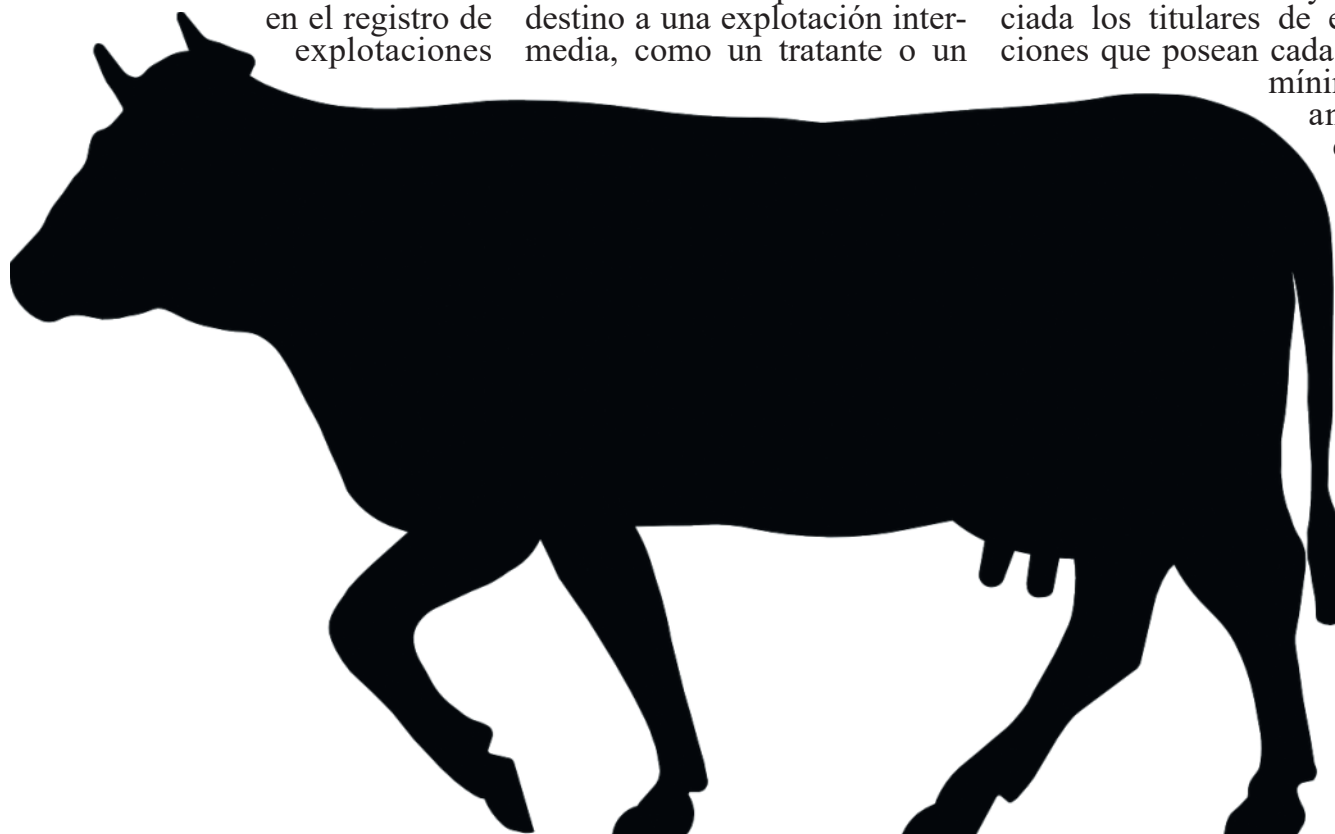 en el registro de
explotaciones
destino a una explotación inter-
media, como un tratante o un
ciada los titulares de
ciones que posean cada